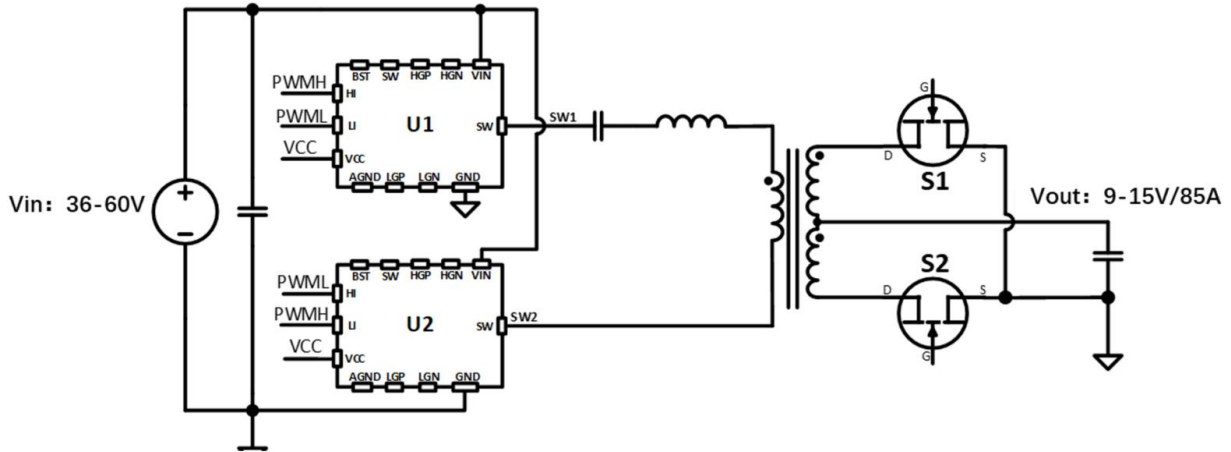 BST SW HGP HGN VIN
PWMH HI
PWML LI U1 SW SW1
VCC VCC
AGND LGP LGN GND
G
D S
S1
Vin: 36-60V
+
−
Vout: 9-15V/85A
BST SW HGP HGN VIN
PWML HI
PWMH LI U2 SW SW2
VCC VCC
AGND LGP LGN GND
S2
D S
G